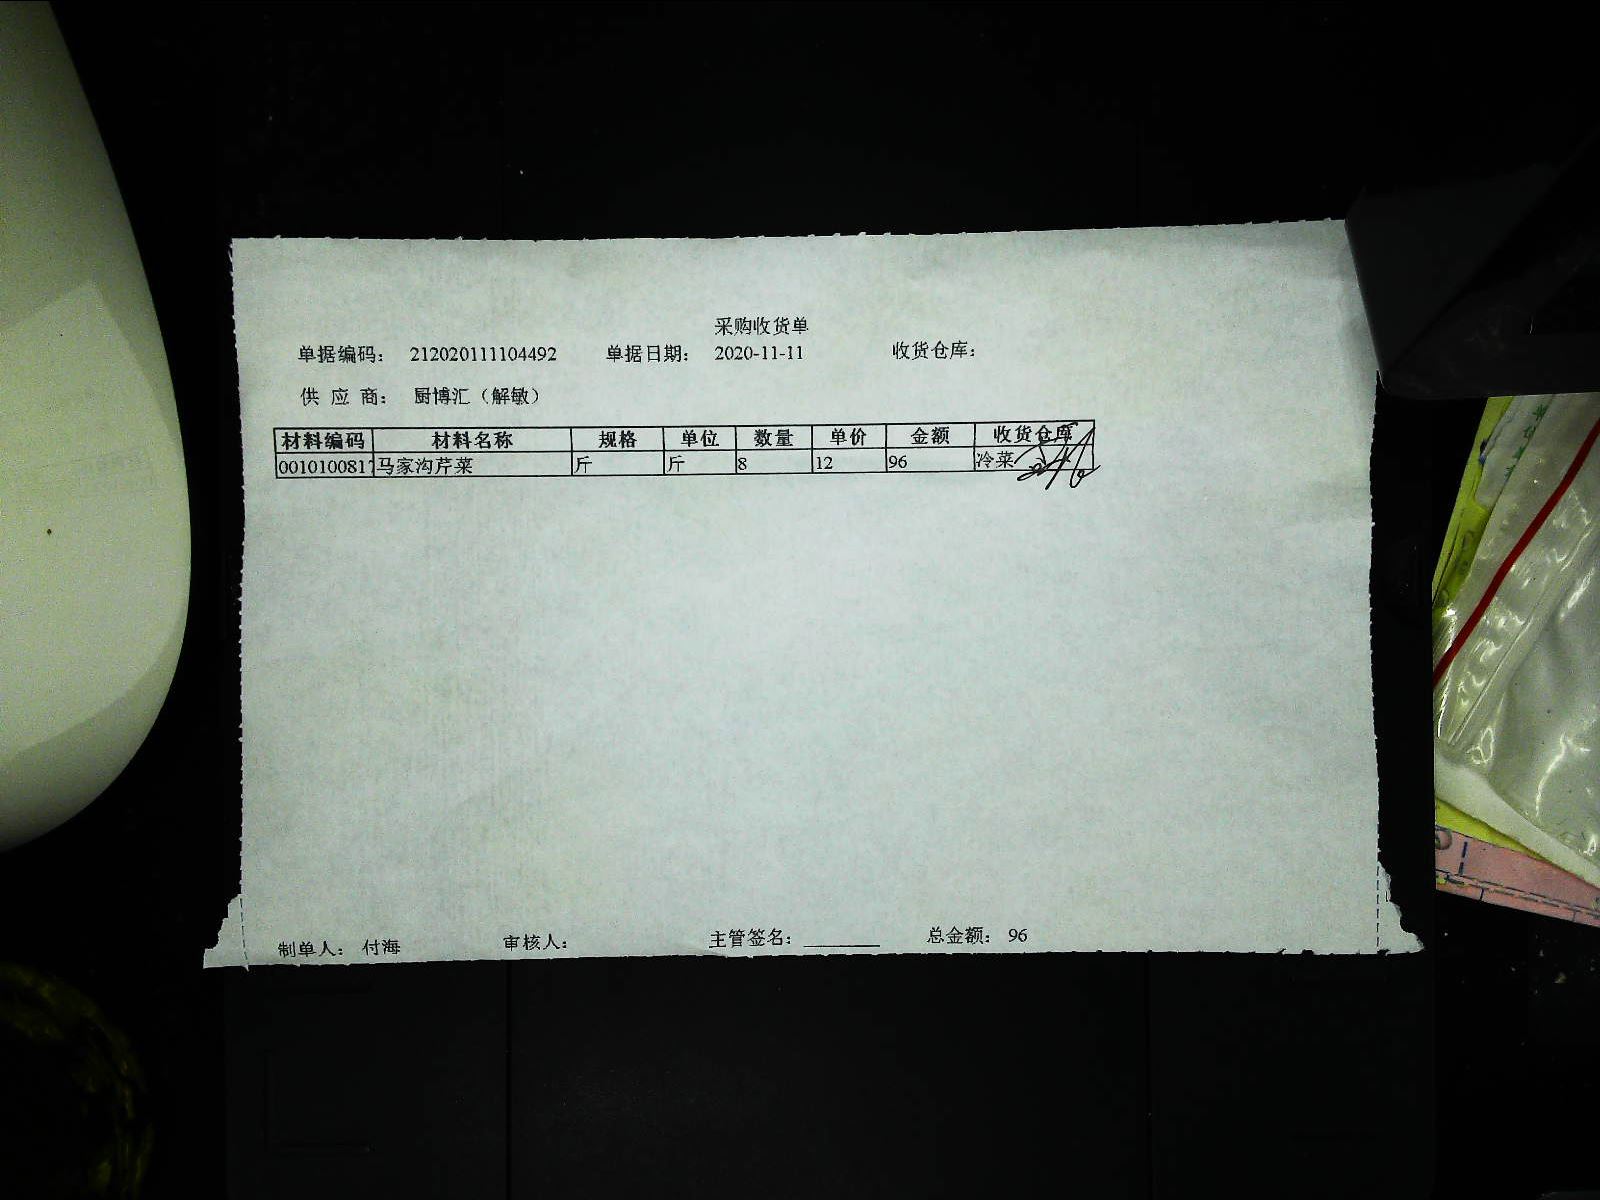 采购收货单
单据编码： 212020111104492 单据日期： 2020-11-11 收货仓库：
供 应 商： 厨博汇（解敏）
材料编码 材料名称 规格 单位 数量 单价 金额 收货仓库
0010100817 马家沟芹菜 斤 斤 8 12 96 冷菜
制单人： 付海 审核人： 主管签名：________ 总金额： 96